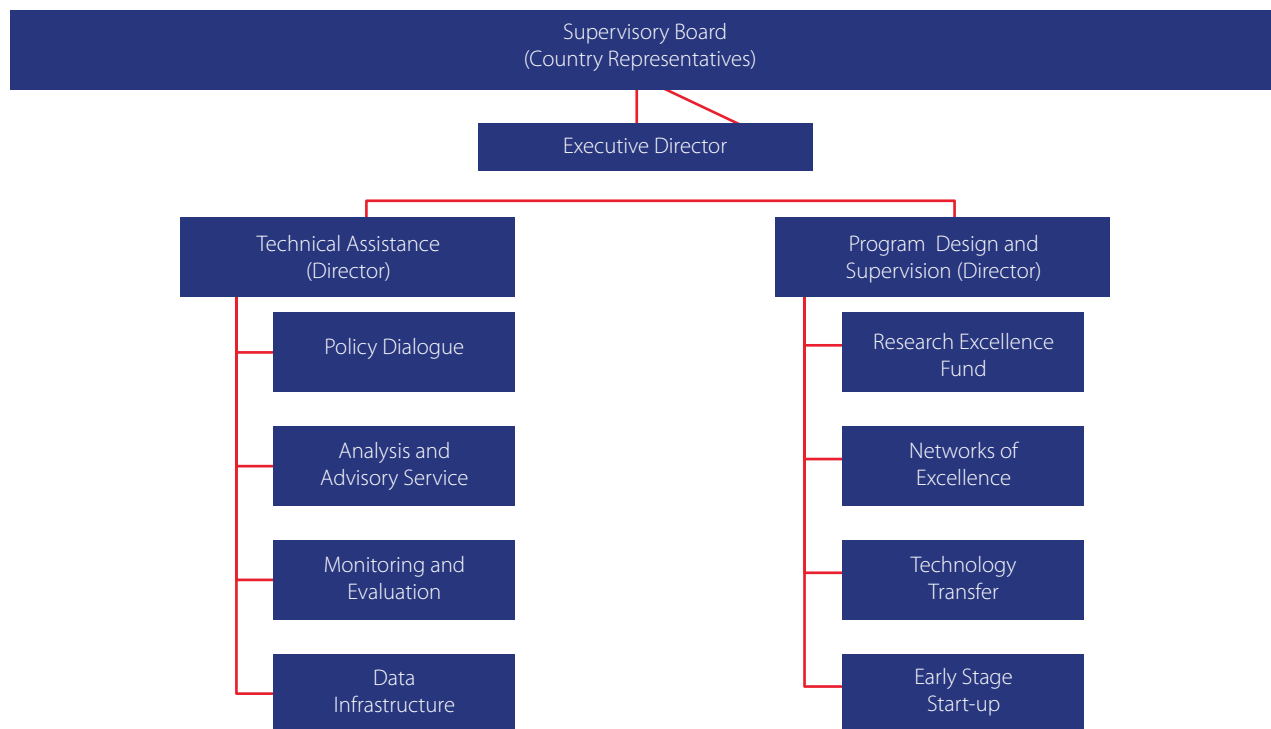 Supervisory Board
(Country Representatives)
Executive Director
Technical Assistance
(Director)
Policy Dialogue
Analysis and
Advisory Service
Monitoring and
Evaluation
Data
Infrastructure
Program Design and
Supervision (Director)
Research Excellence
Fund
Networks of
Excellence
Technology
Transfer
Early Stage
Start-up